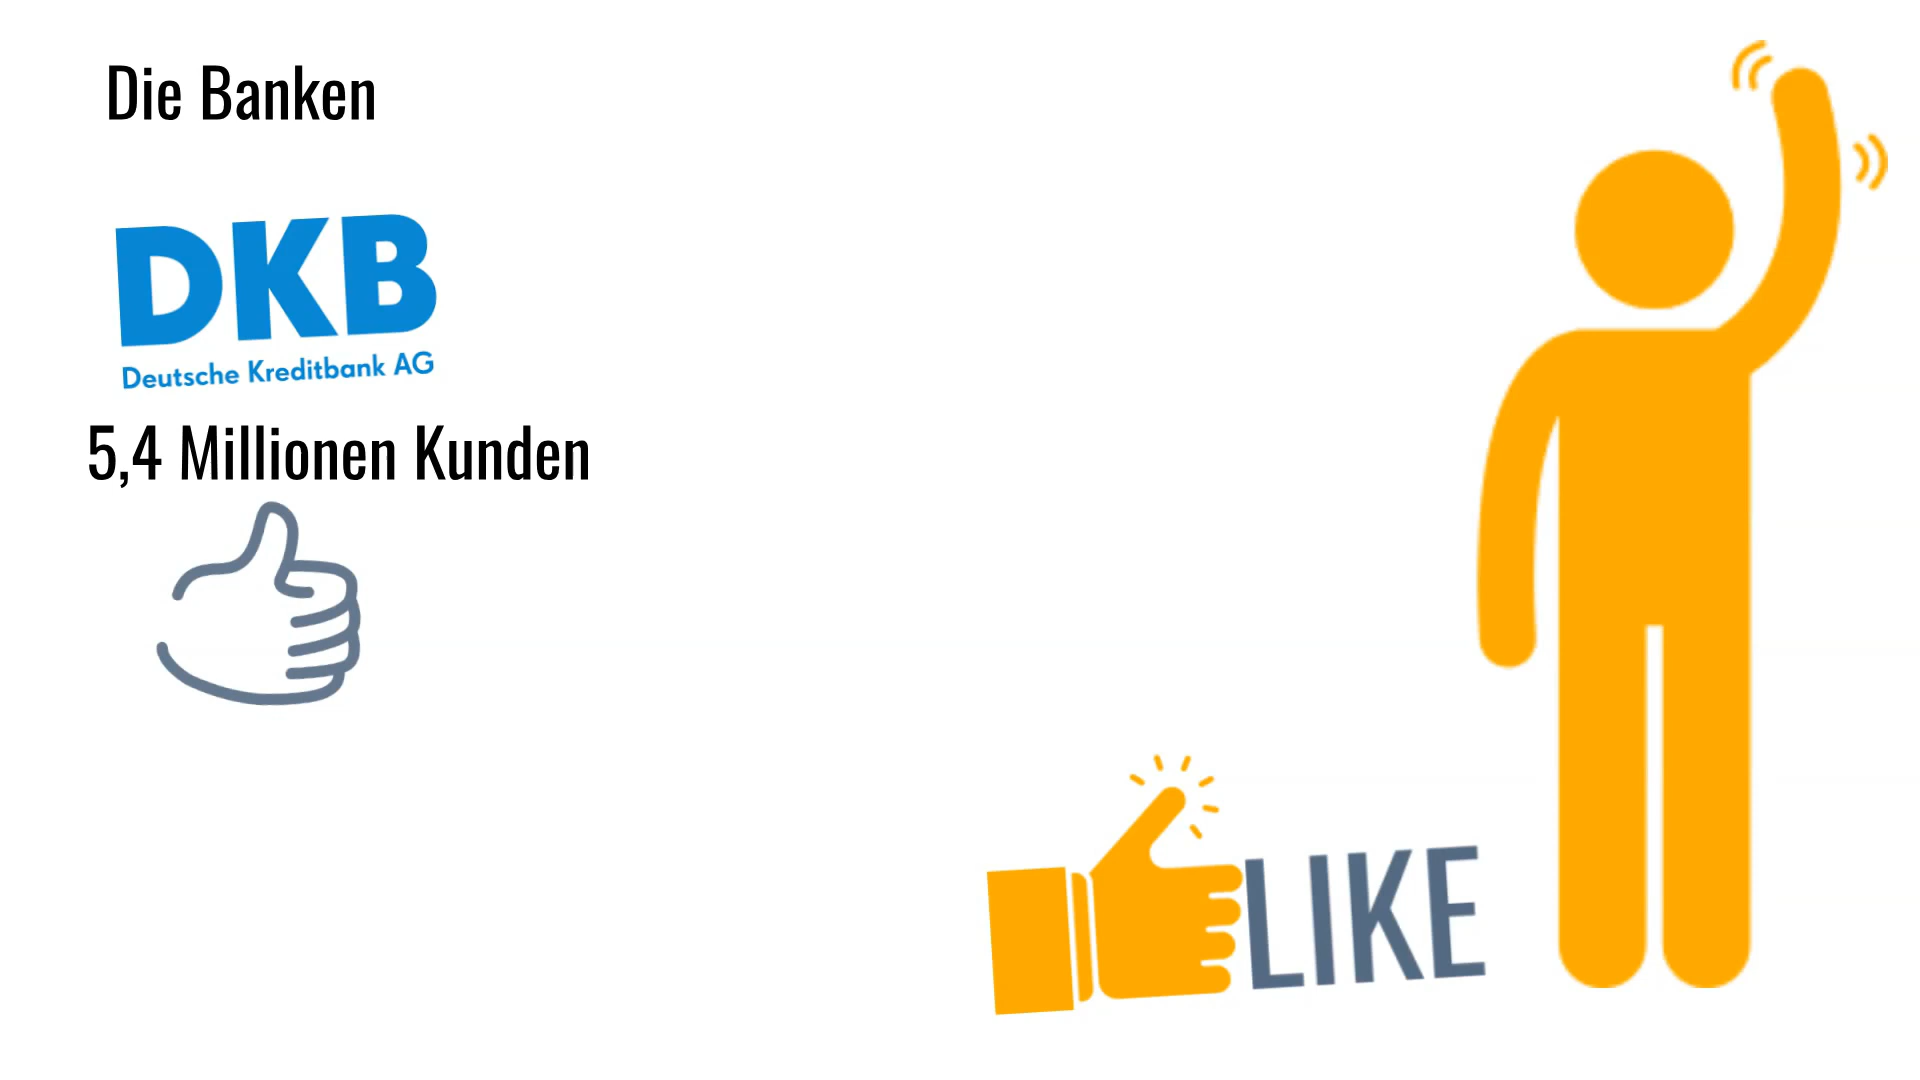 Die Banken
DKB
Deutsche Kreditbank AG
5,4 Millionen Kunden
LIKE